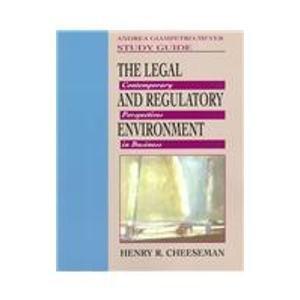 ANDREA GIAMPETRO-MEYER
STUDY GUIDE
THE LEGAL
Contemporary
AND REGULATORY
Perspectives
ENVIRONMENT
in Business
HENRY R. CHEESEMAN